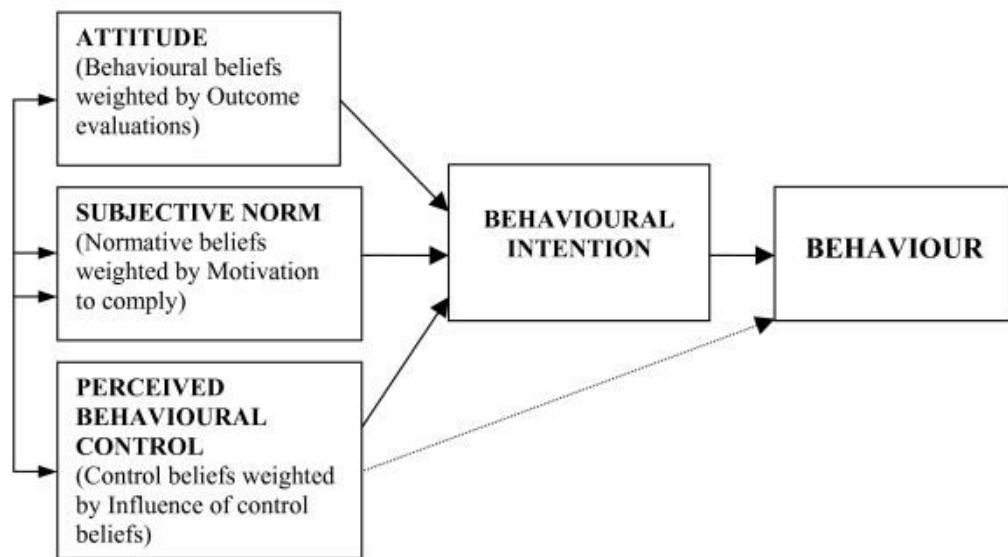 ATTITUDE
(Behavioural beliefs
weighted by Outcome
evaluations)
SUBJECTIVE NORM
(Normative beliefs
weighted by Motivation
to comply)
PERCEIVED
BEHAVIOURAL
CONTROL
(Control beliefs weighted
by Influence of control
beliefs)
BEHAVIOURAL
INTENTION
BEHAVIOUR